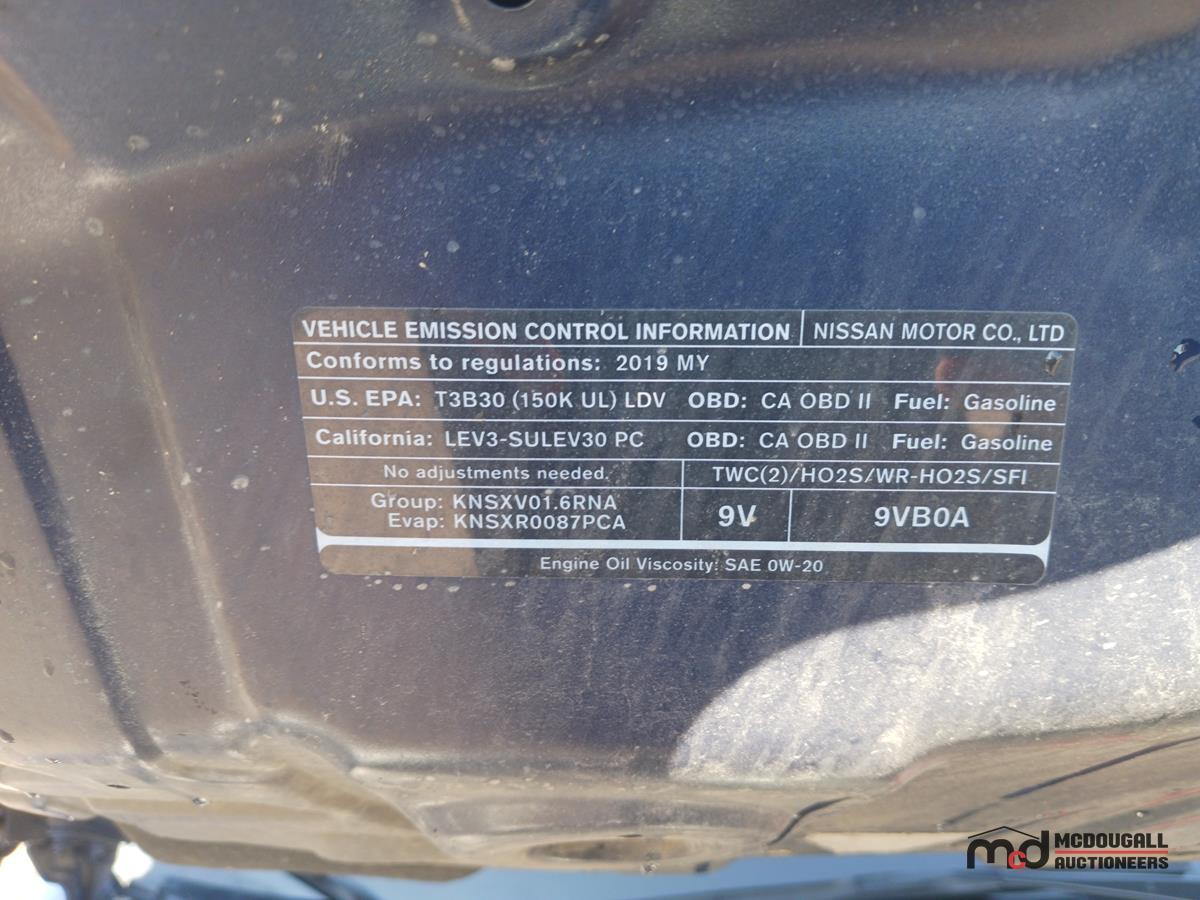 VEHICLE EMISSION CONTROL INFORMATION NISSAN MOTOR CO., LTD
Conforms to regulations: 2019 MY
U.S. EPA: T3B30 (150K UL) LDV OBD: CA OBD II Fuel: Gasoline
California: LEV3-SULEV30 PC OBD: CA OBD II Fuel: Gasoline
No adjustments needed. TWC(2)/HO2S/WR-HO2S/SFI
Group: KNSXV01.6RNA
Evap: KNSXR0087PCA
9V 9VB0A
Engine Oil Viscosity: SAE 0W-20
mcd MCDOUGALL
AUCTIONEERS